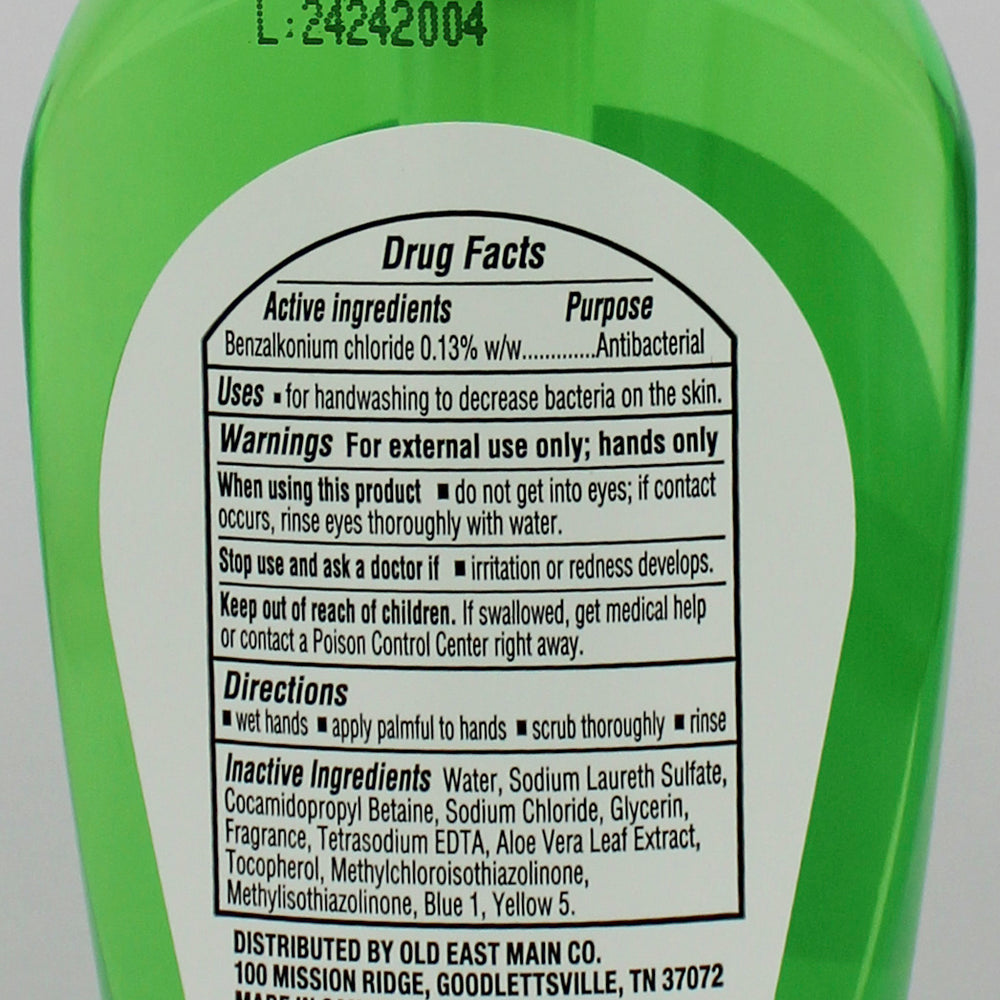 L:24242004
Drug Facts
Active ingredients Purpose
Benzalkonium chloride 0.13% w/w.............Antibacterial
Uses ▪ for handwashing to decrease bacteria on the skin.
Warnings For external use only; hands only
When using this product ■ do not get into eyes; if contact
occurs, rinse eyes thoroughly with water.
Stop use and ask a doctor if ■ irritation or redness develops.
Keep out of reach of children. If swallowed, get medical help
or contact a Poison Control Center right away.
Directions
■ wet hands ■ apply palmful to hands ■ scrub thoroughly ■ rinse
Inactive Ingredients Water, Sodium Laureth Sulfate,
Cocamidopropyl Betaine, Sodium Chloride, Glycerin,
Fragrance, Tetrasodium EDTA, Aloe Vera Leaf Extract,
Tocopherol, Methylchloroisothiazolinone,
Methylisothiazolinone, Blue 1, Yellow 5.
DISTRIBUTED BY OLD EAST MAIN CO.
100 MISSION RIDGE, GOODLETTSVILLE, TN 37072
MADE IN